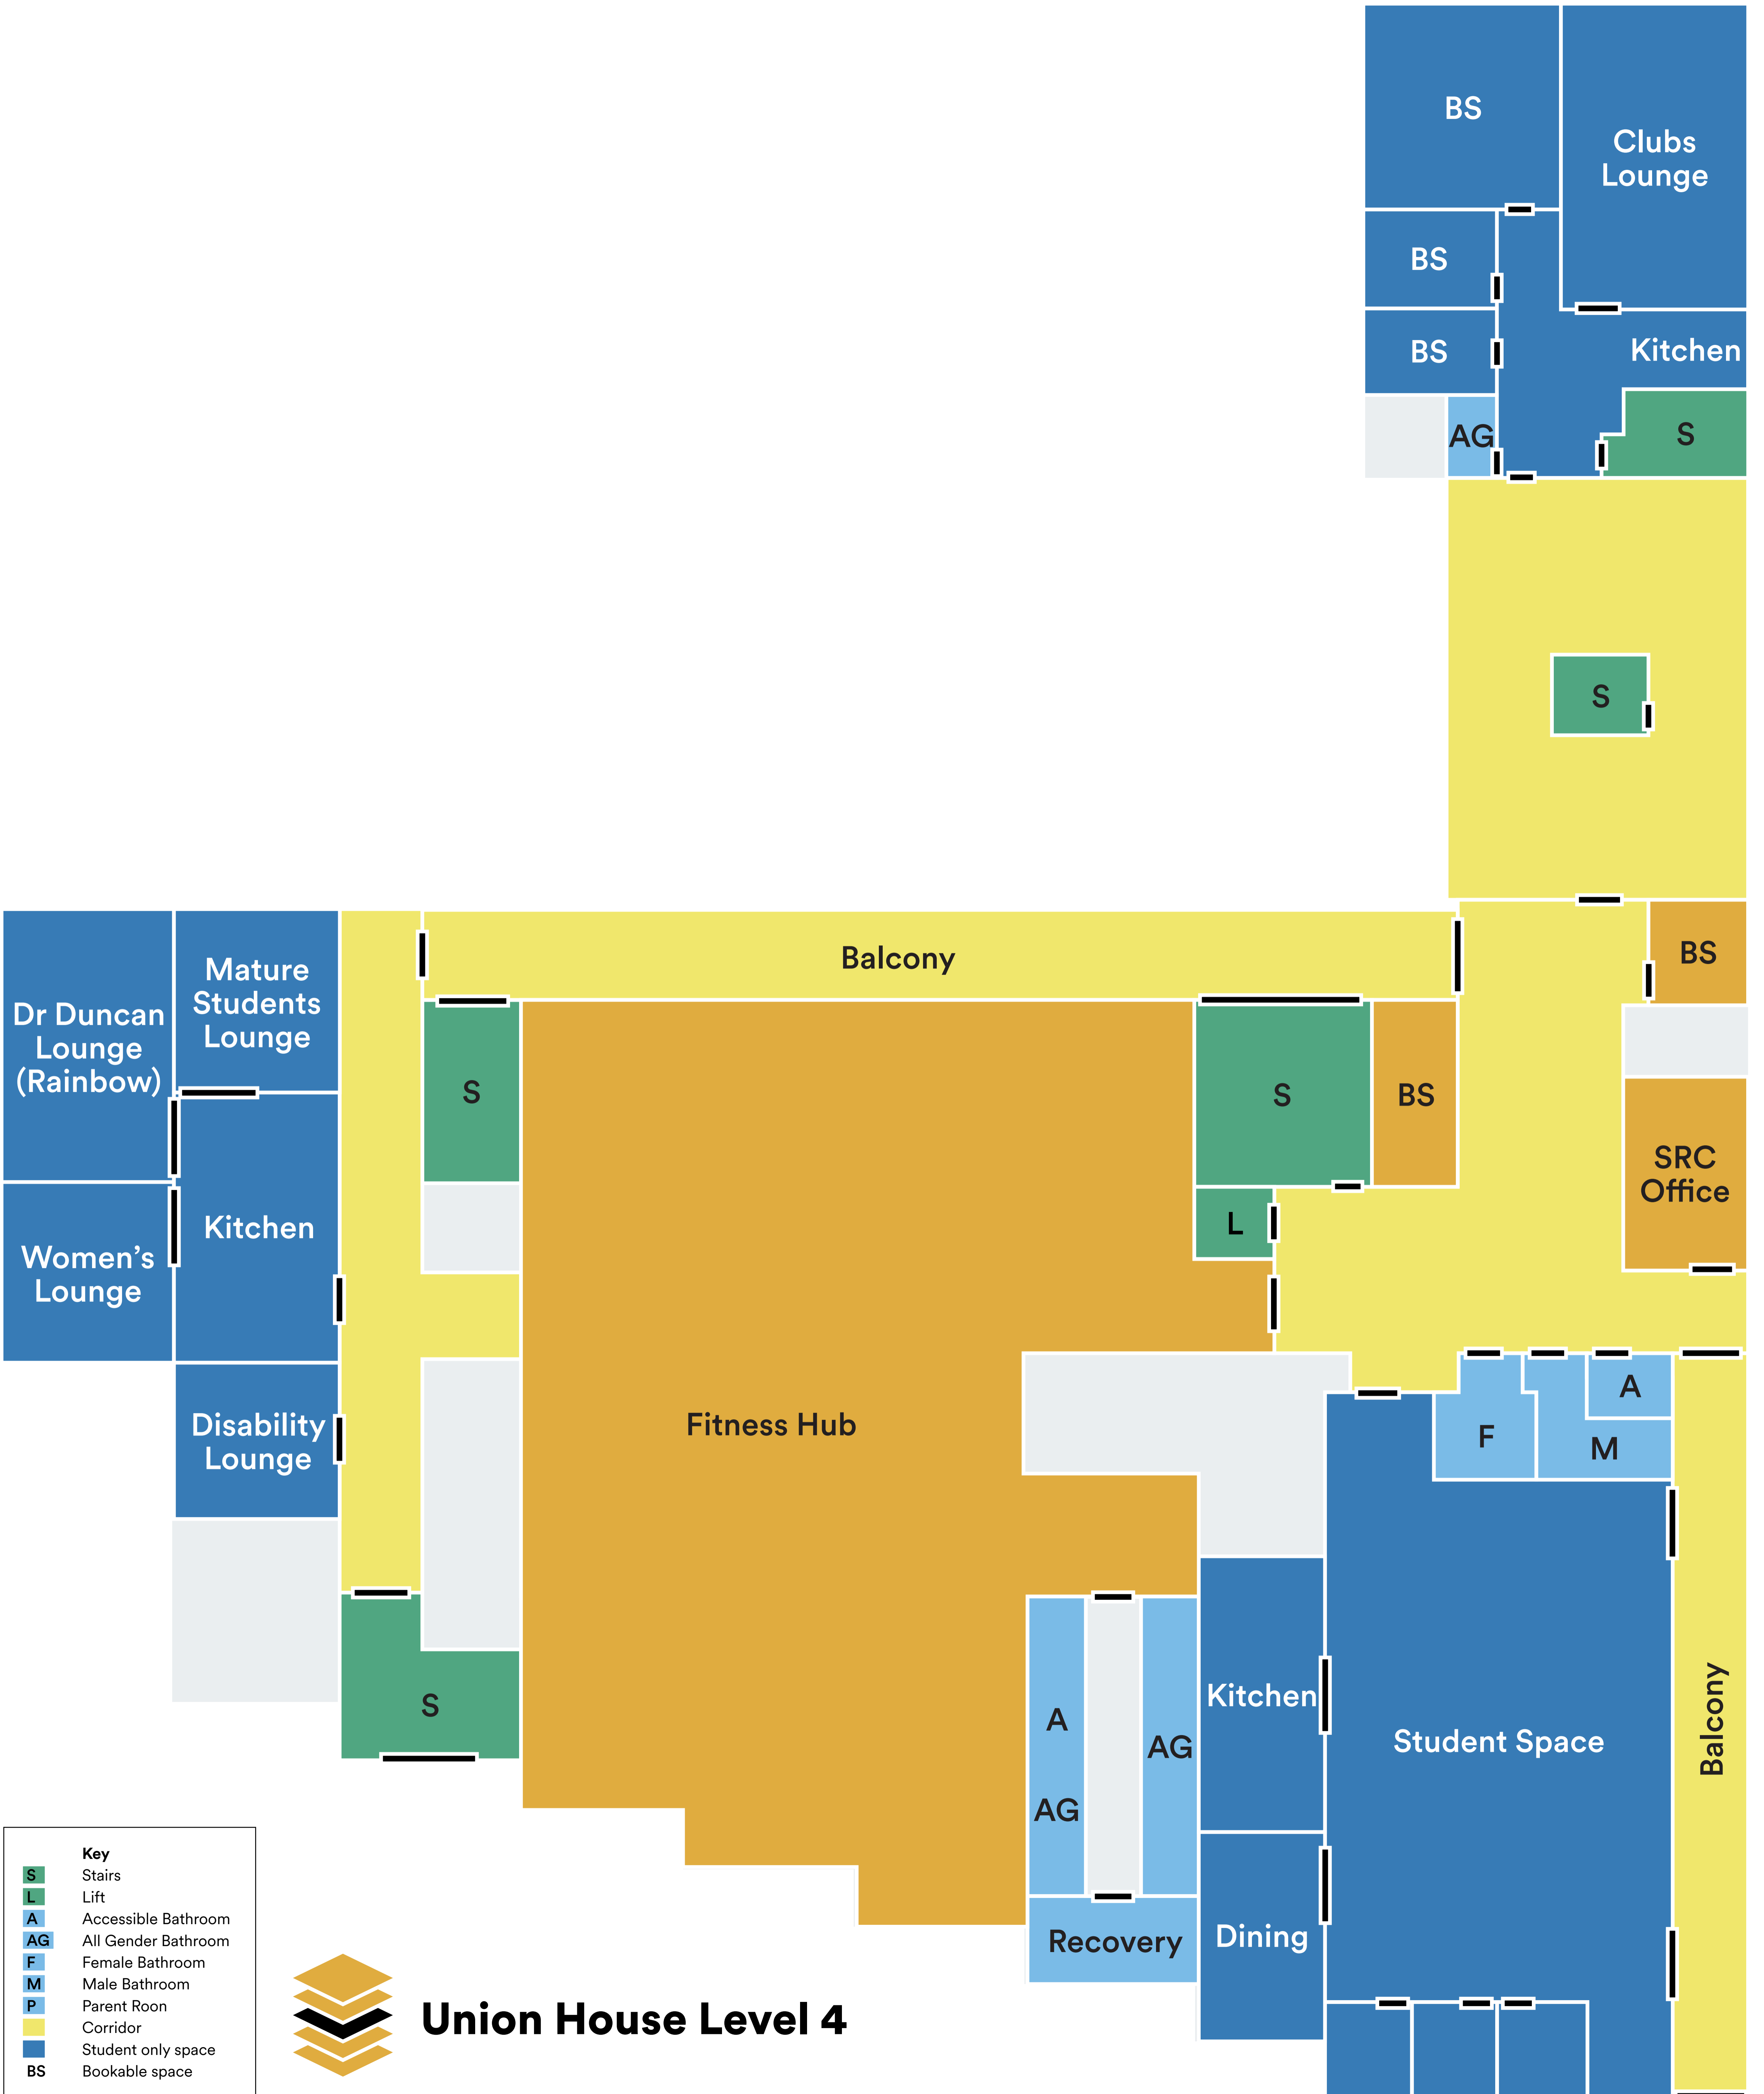 BS
Clubs
Lounge
BS
BS
Kitchen
AG
S
S
Balcony
BS
Dr Duncan
Lounge
(Rainbow)
Mature
Students
Lounge
S
S
BS
SRC
Office
Women's
Lounge
Kitchen
L
Disability
Lounge
Fitness Hub
A
F
M
S
A
AG
AG
Kitchen
Student Space
Balcony
Recovery
Dining
Key
S Stairs
L Lift
A Accessible Bathroom
AG All Gender Bathroom
F Female Bathroom
M Male Bathroom
P Parent Roon
Corridor
Student only space
BS Bookable space
Union House Level 4